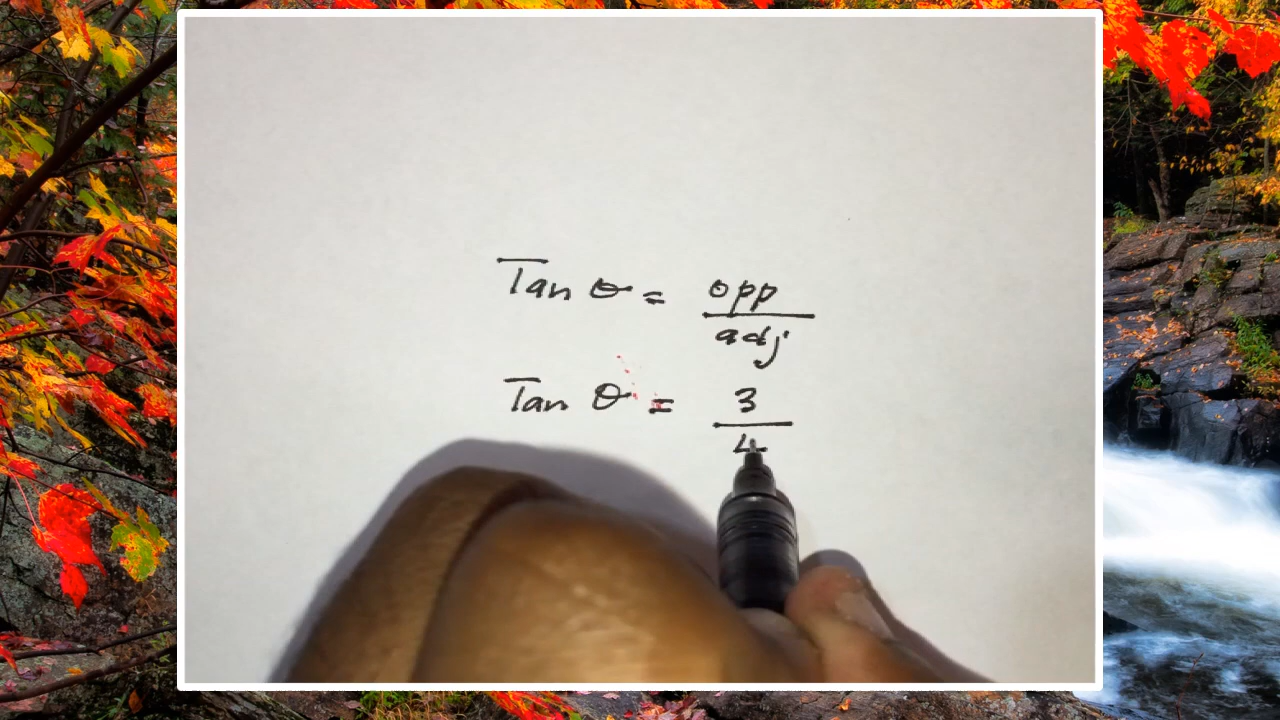 Tan θ = opp/adj
Tan θ = 3/4